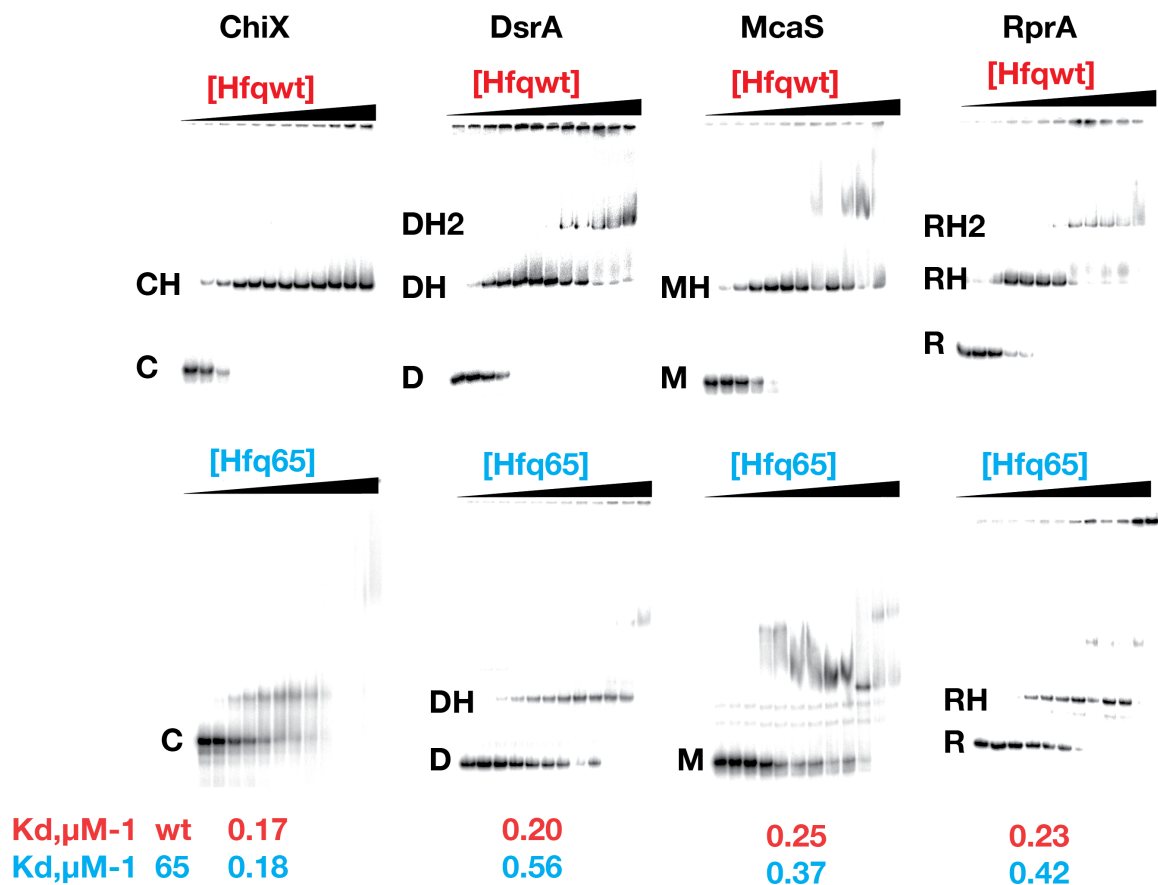 ChiX DsrA McaS RprA
[Hfqwt] [Hfqwt] [Hfqwt] [Hfqwt]
DH2 RH2
CH DH MH RH
C D M R
[Hfq65] [Hfq65] [Hfq65] [Hfq65]
DH RH
C D M R
Kd,µM-1 wt 0.17 0.20 0.25 0.23
Kd,µM-1 65 0.18 0.56 0.37 0.42